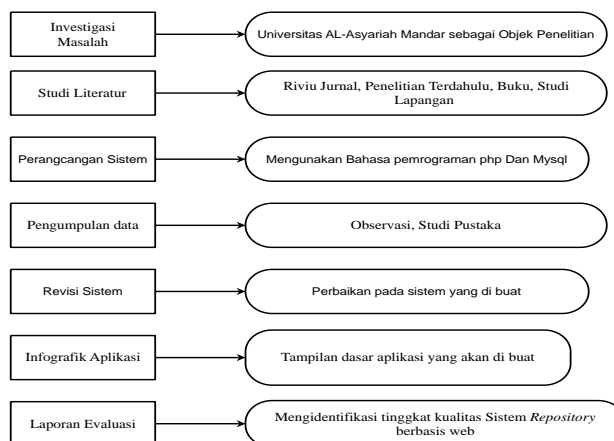 Investigasi
Masalah
Universitas AL-Asyariah Mandar sebagai Objek Penelitian
Studi Literatur
Riviu Jurnal, Penelitian Terdahulu, Buku, Studi
Lapangan
Perangcangan Sistem
Mengunakan Bahasa pemrograman php Dan Mysql
Pengumpulan data
Observasi, Studi Pustaka
Revisi Sistem
Perbaikan pada sistem yang di buat
Infografik Aplikasi
Tampilan dasar aplikasi yang akan di buat
Laporan Evaluasi
Mengidentifikasi tinggkat kualitas Sistem Repository
berbasis web